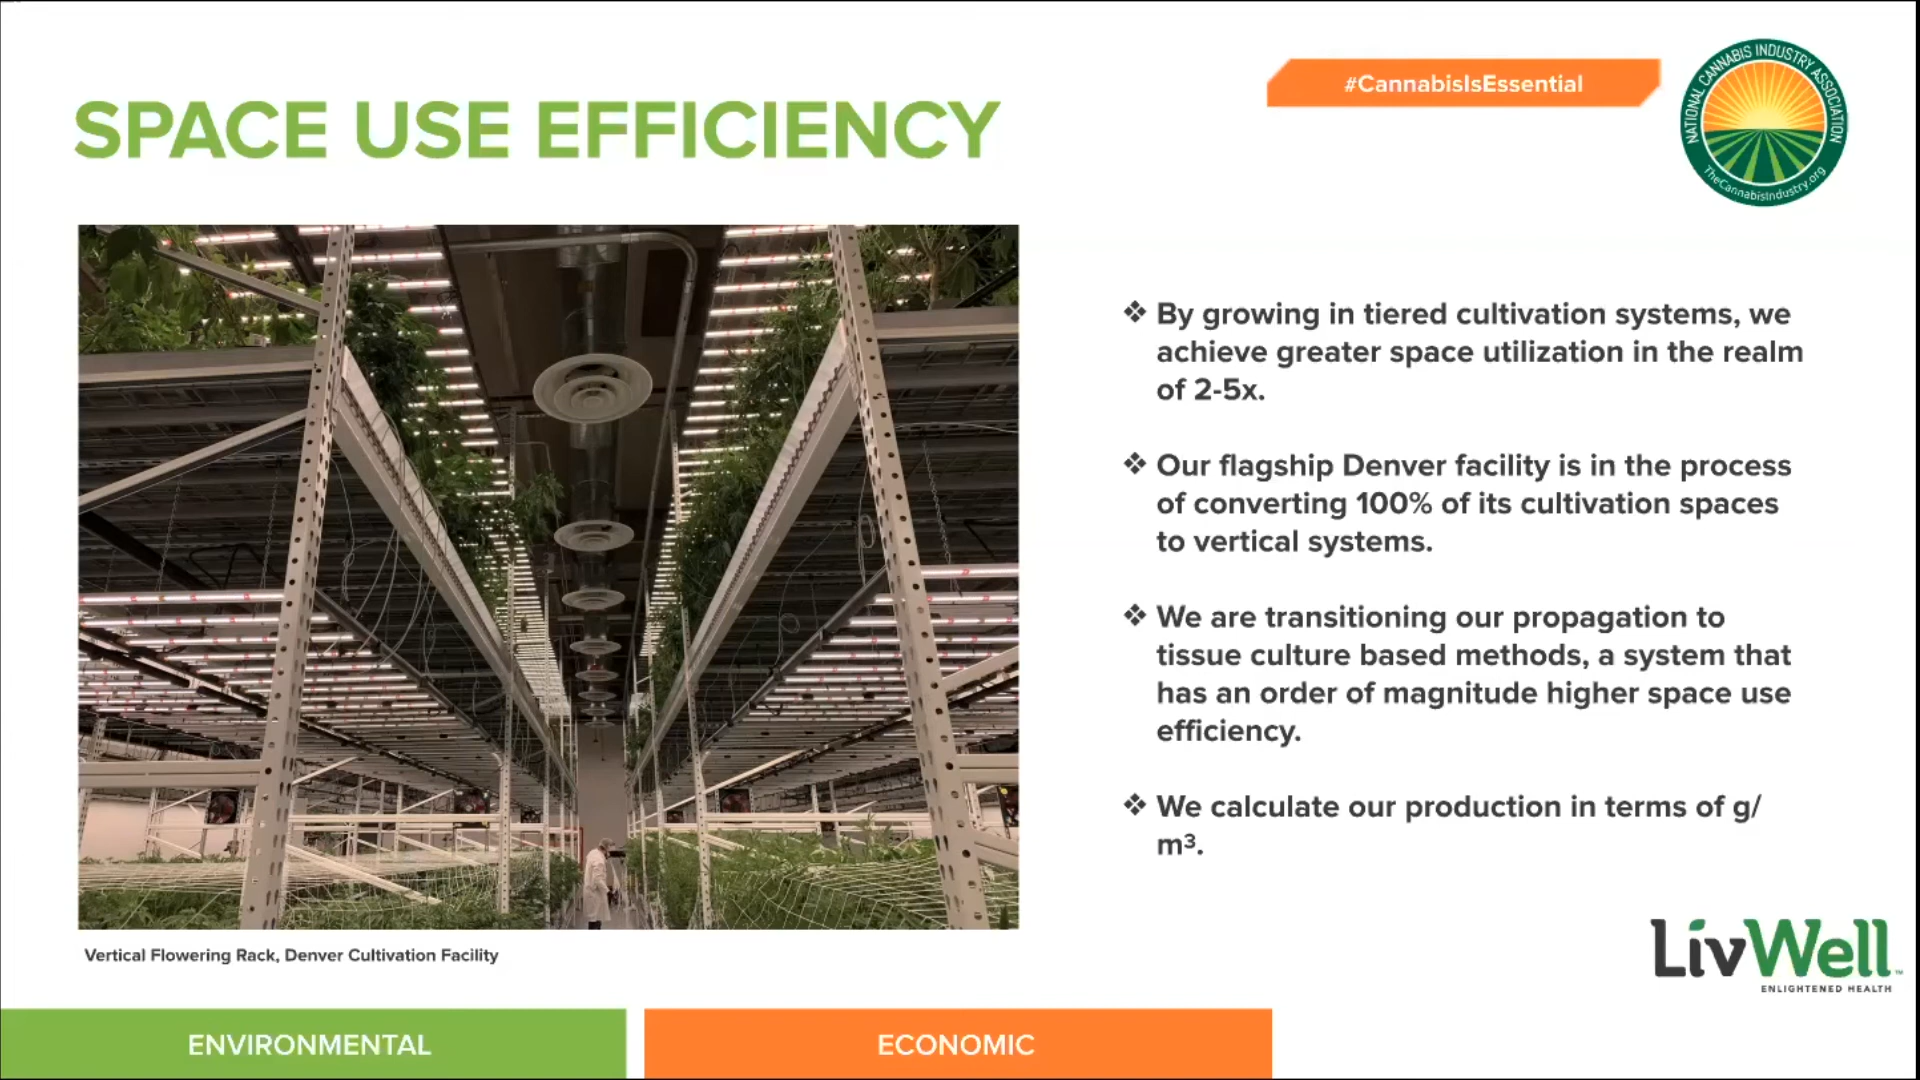 #CannabisIsEssential
NATIONAL CANNABIS INDUSTRY ASSOCIATION
TheCannabisIndustry.org
SPACE USE EFFICIENCY
❖ By growing in tiered cultivation systems, we
achieve greater space utilization in the realm
of 2-5x.
❖ Our flagship Denver facility is in the process
of converting 100% of its cultivation spaces
to vertical systems.
❖ We are transitioning our propagation to
tissue culture based methods, a system that
has an order of magnitude higher space use
efficiency.
❖ We calculate our production in terms of g/
m³.
Vertical Flowering Rack, Denver Cultivation Facility
LivWell™
ENLIGHTENED HEALTH
ENVIRONMENTAL
ECONOMIC